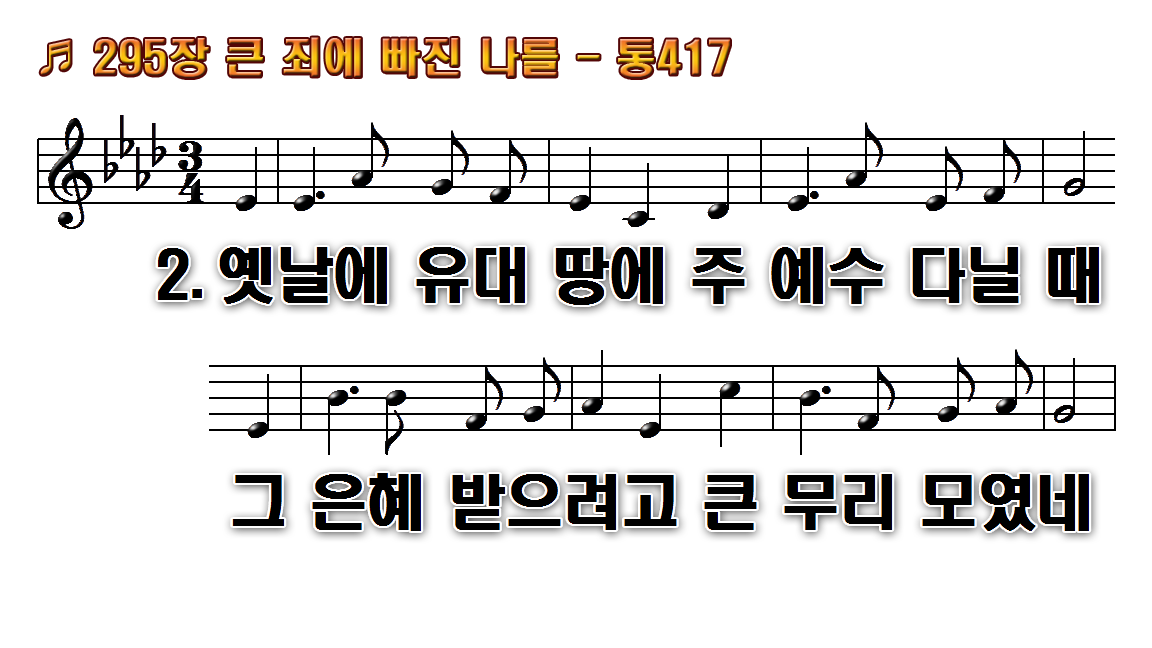 ♬ 295장 큰 죄에 빠진 나를 - 통417
3
4
2. 옛날에 유대 땅에 주 예수 다닐 때
그 은혜 받으려고 큰 무리 모였네